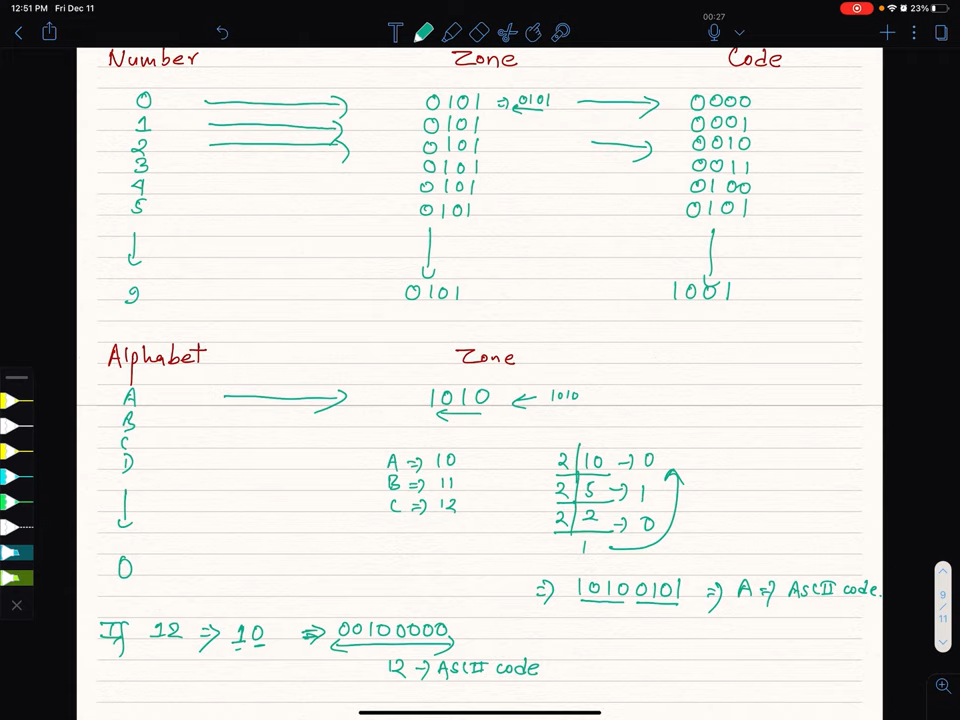 12:51 PM Fri Dec 11
23%
00:27
T
Number Zone Code
0 0101 => 0101 0000
1 0101 0001
2 0101 0010
3 0101 0011
4 0101 0100
5 0101 0101
9 0101 1001
Alphabet Zone
A 1010 ← 1010
B
C
D
A => 10 2 10 → 0
B => 11 2 5 → 1
C => 12 2 2 → 0
1
O
=> 10100101 => A => ASCII code.
If 12 => 10 => 00100000
12 → ASCII code
9
/
11